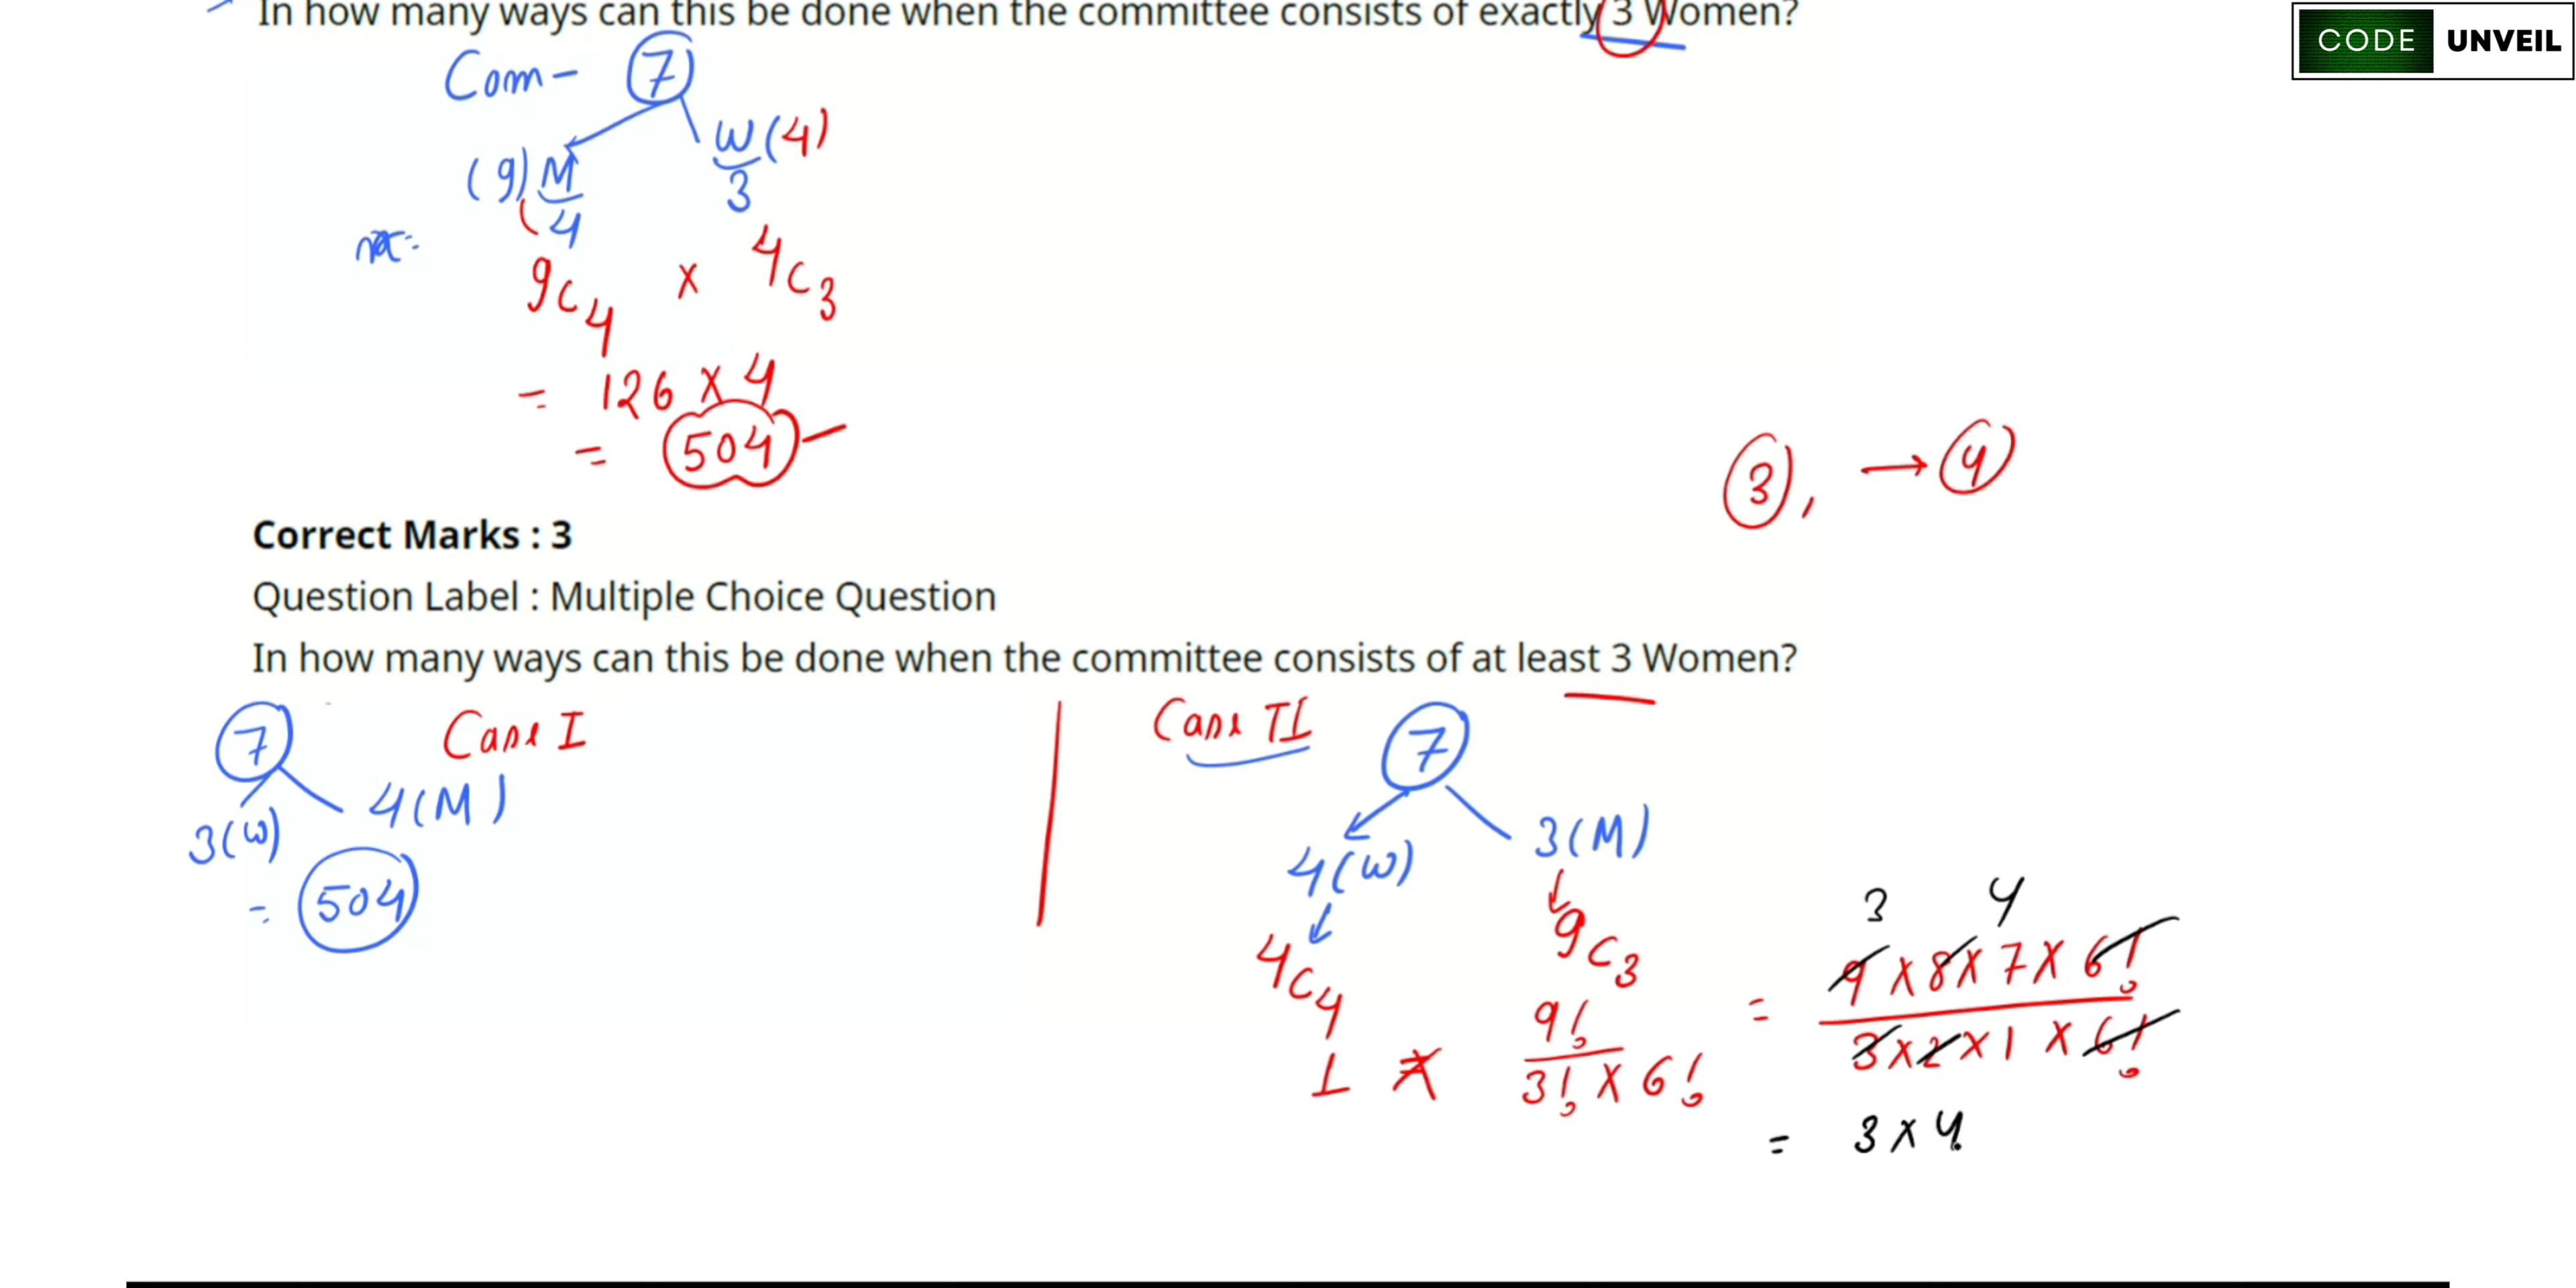 In how many ways can this be done when the committee consists of exactly 3 Women?
CODE UNVEIL
Com - 7
(9) M W (4)
4 3
9C4 × 4C3
= 126 × 4
= 504
3, → 4
Correct Marks : 3
Question Label : Multiple Choice Question
In how many ways can this be done when the committee consists of at least 3 Women?
7 Case I
3(W) 4(M)
= 504
Case II 7
4(W) 3(M)
4C4 9C3
3 4
1 × 9! / 3! × 6! = 9 × 8 × 7 × 6! / 3 × 2 × 1 × 6!
= 3 × 4